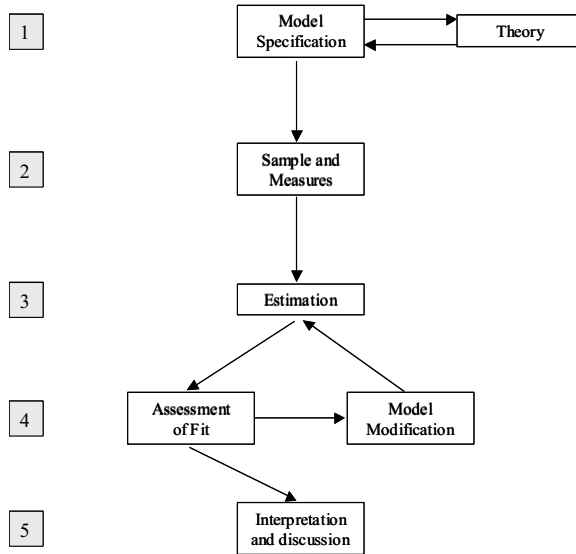 1
Model
Specification
Theory
2
Sample and
Measures
3
Estimation
4
Assessment
of Fit
Model
Modification
5
Interpretation
and discussion